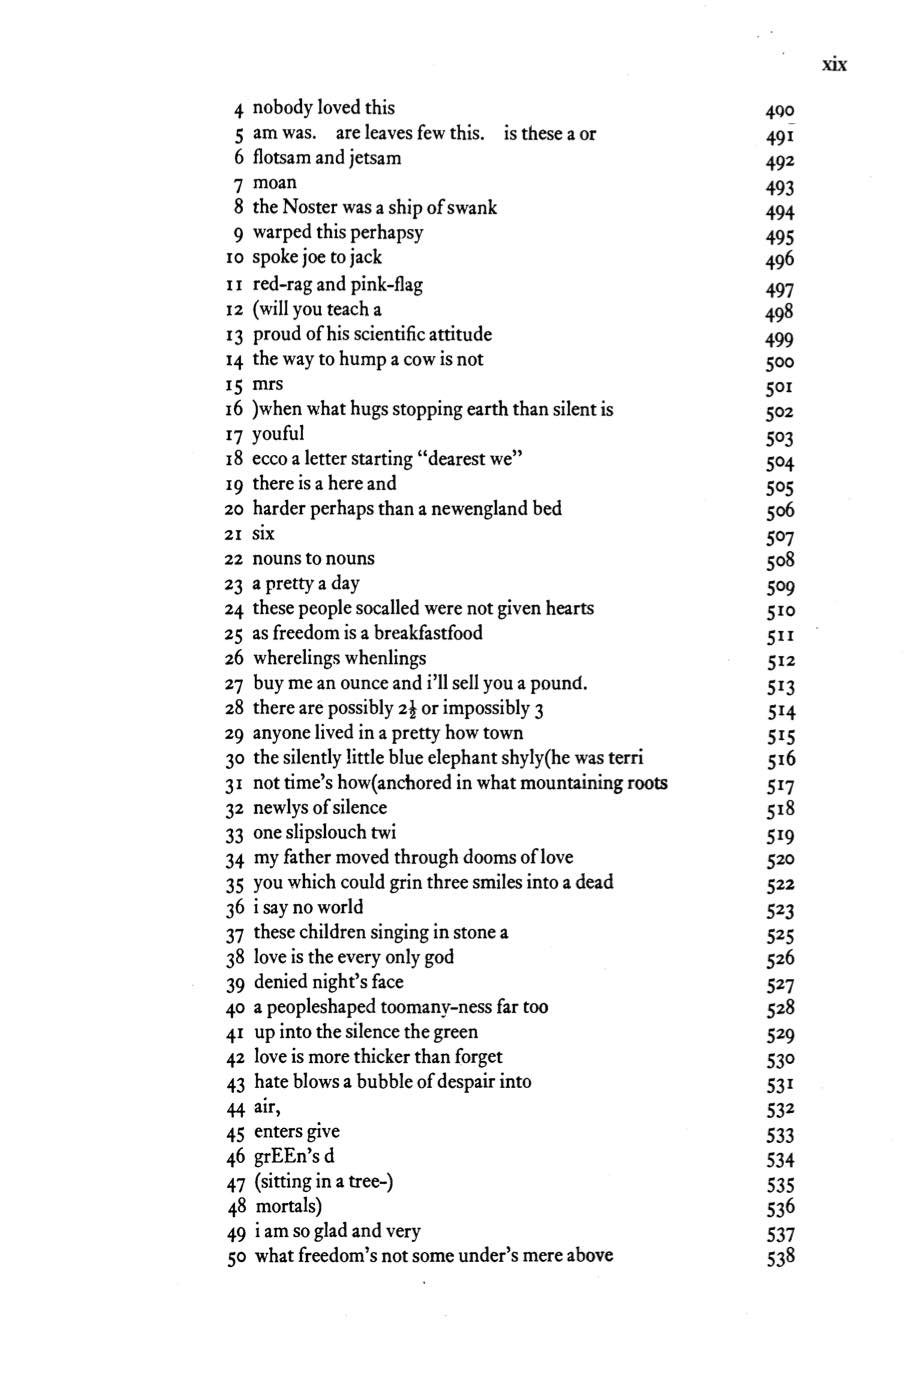 xix
4 nobody loved this 490
5 am was. are leaves few this. is these a or 491
6 flotsam and jetsam 492
7 moan 493
8 the Noster was a ship of swank 494
9 warped this perhapsy 495
10 spoke joe to jack 496
11 red-rag and pink-flag 497
12 (will you teach a 498
13 proud of his scientific attitude 499
14 the way to hump a cow is not 500
15 mrs 501
16 )when what hugs stopping earth than silent is 502
17 youful 503
18 ecco a letter starting “dearest we” 504
19 there is a here and 505
20 harder perhaps than a newengland bed 506
21 six 507
22 nouns to nouns 508
23 a pretty a day 509
24 these people socalled were not given hearts 510
25 as freedom is a breakfastfood 511
26 wherelings whenlings 512
27 buy me an ounce and i’ll sell you a pound. 513
28 there are possibly 2½ or impossibly 3 514
29 anyone lived in a pretty how town 515
30 the silently little blue elephant shyly(he was terri 516
31 not time’s how(anchored in what mountaining roots 517
32 newlys of silence 518
33 one slipslouch twi 519
34 my father moved through dooms of love 520
35 you which could grin three smiles into a dead 522
36 i say no world 523
37 these children singing in stone a 525
38 love is the every only god 526
39 denied night’s face 527
40 a peopleshaped toomany-ness far too 528
41 up into the silence the green 529
42 love is more thicker than forget 530
43 hate blows a bubble of despair into 531
44 air, 532
45 enters give 533
46 grEEn’s d 534
47 (sitting in a tree-) 535
48 mortals) 536
49 i am so glad and very 537
50 what freedom’s not some under’s mere above 538